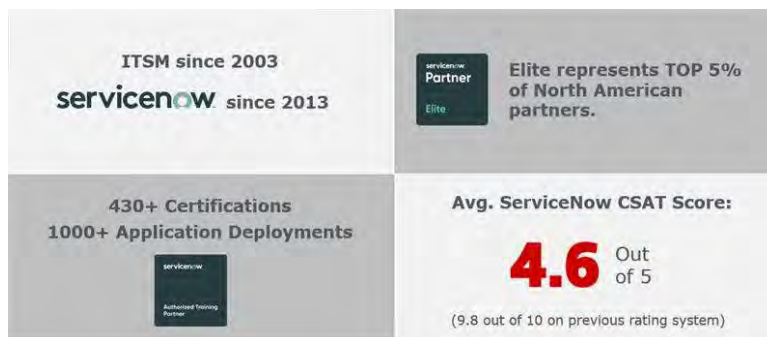 ITSM since 2003
servicenow since 2013
servicenow
Partner
Elite
Elite represents TOP 5%
of North American
partners.
430+ Certifications
1000+ Application Deployments
servicenow
Authorized Training
Partner
Avg. ServiceNow CSAT Score:
4.6 Out
of 5
(9.8 out of 10 on previous rating system)